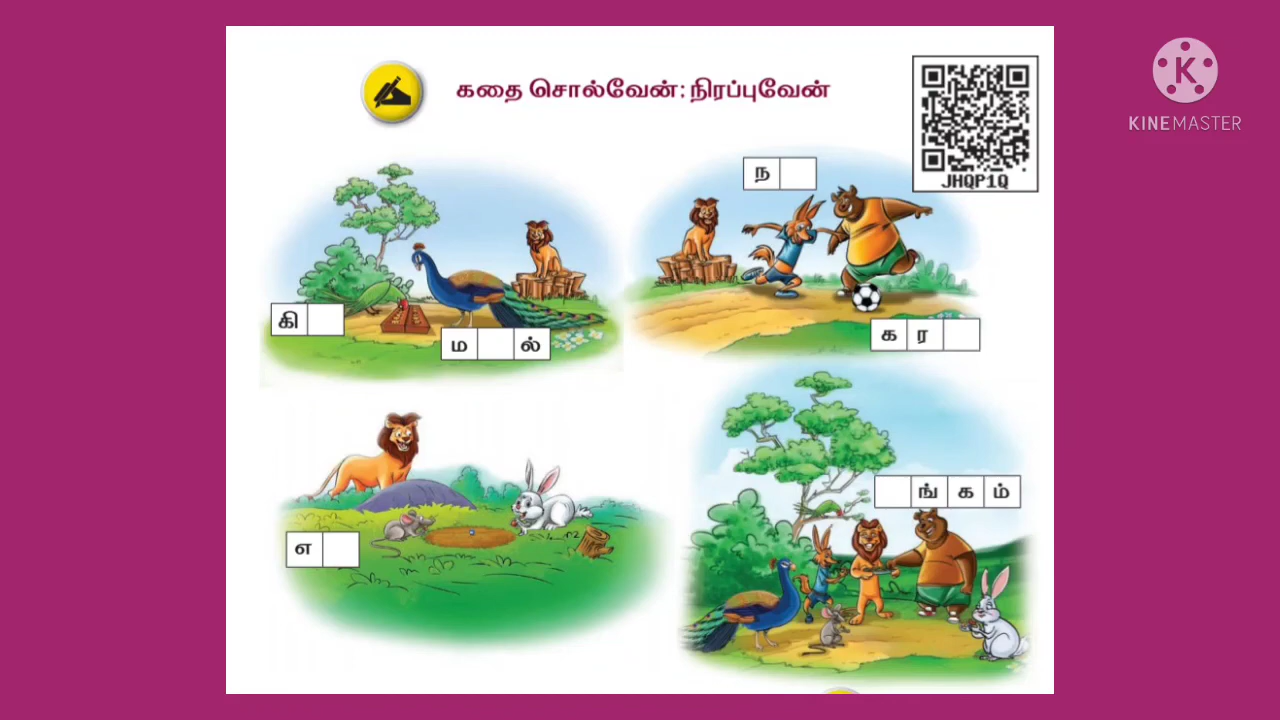 கதை சொல்வேன்: நிரப்புவேன்
JHQP1Q
KINEMASTER
K
ந
கி
ம ல்
க ர
ங் க ம்
எ